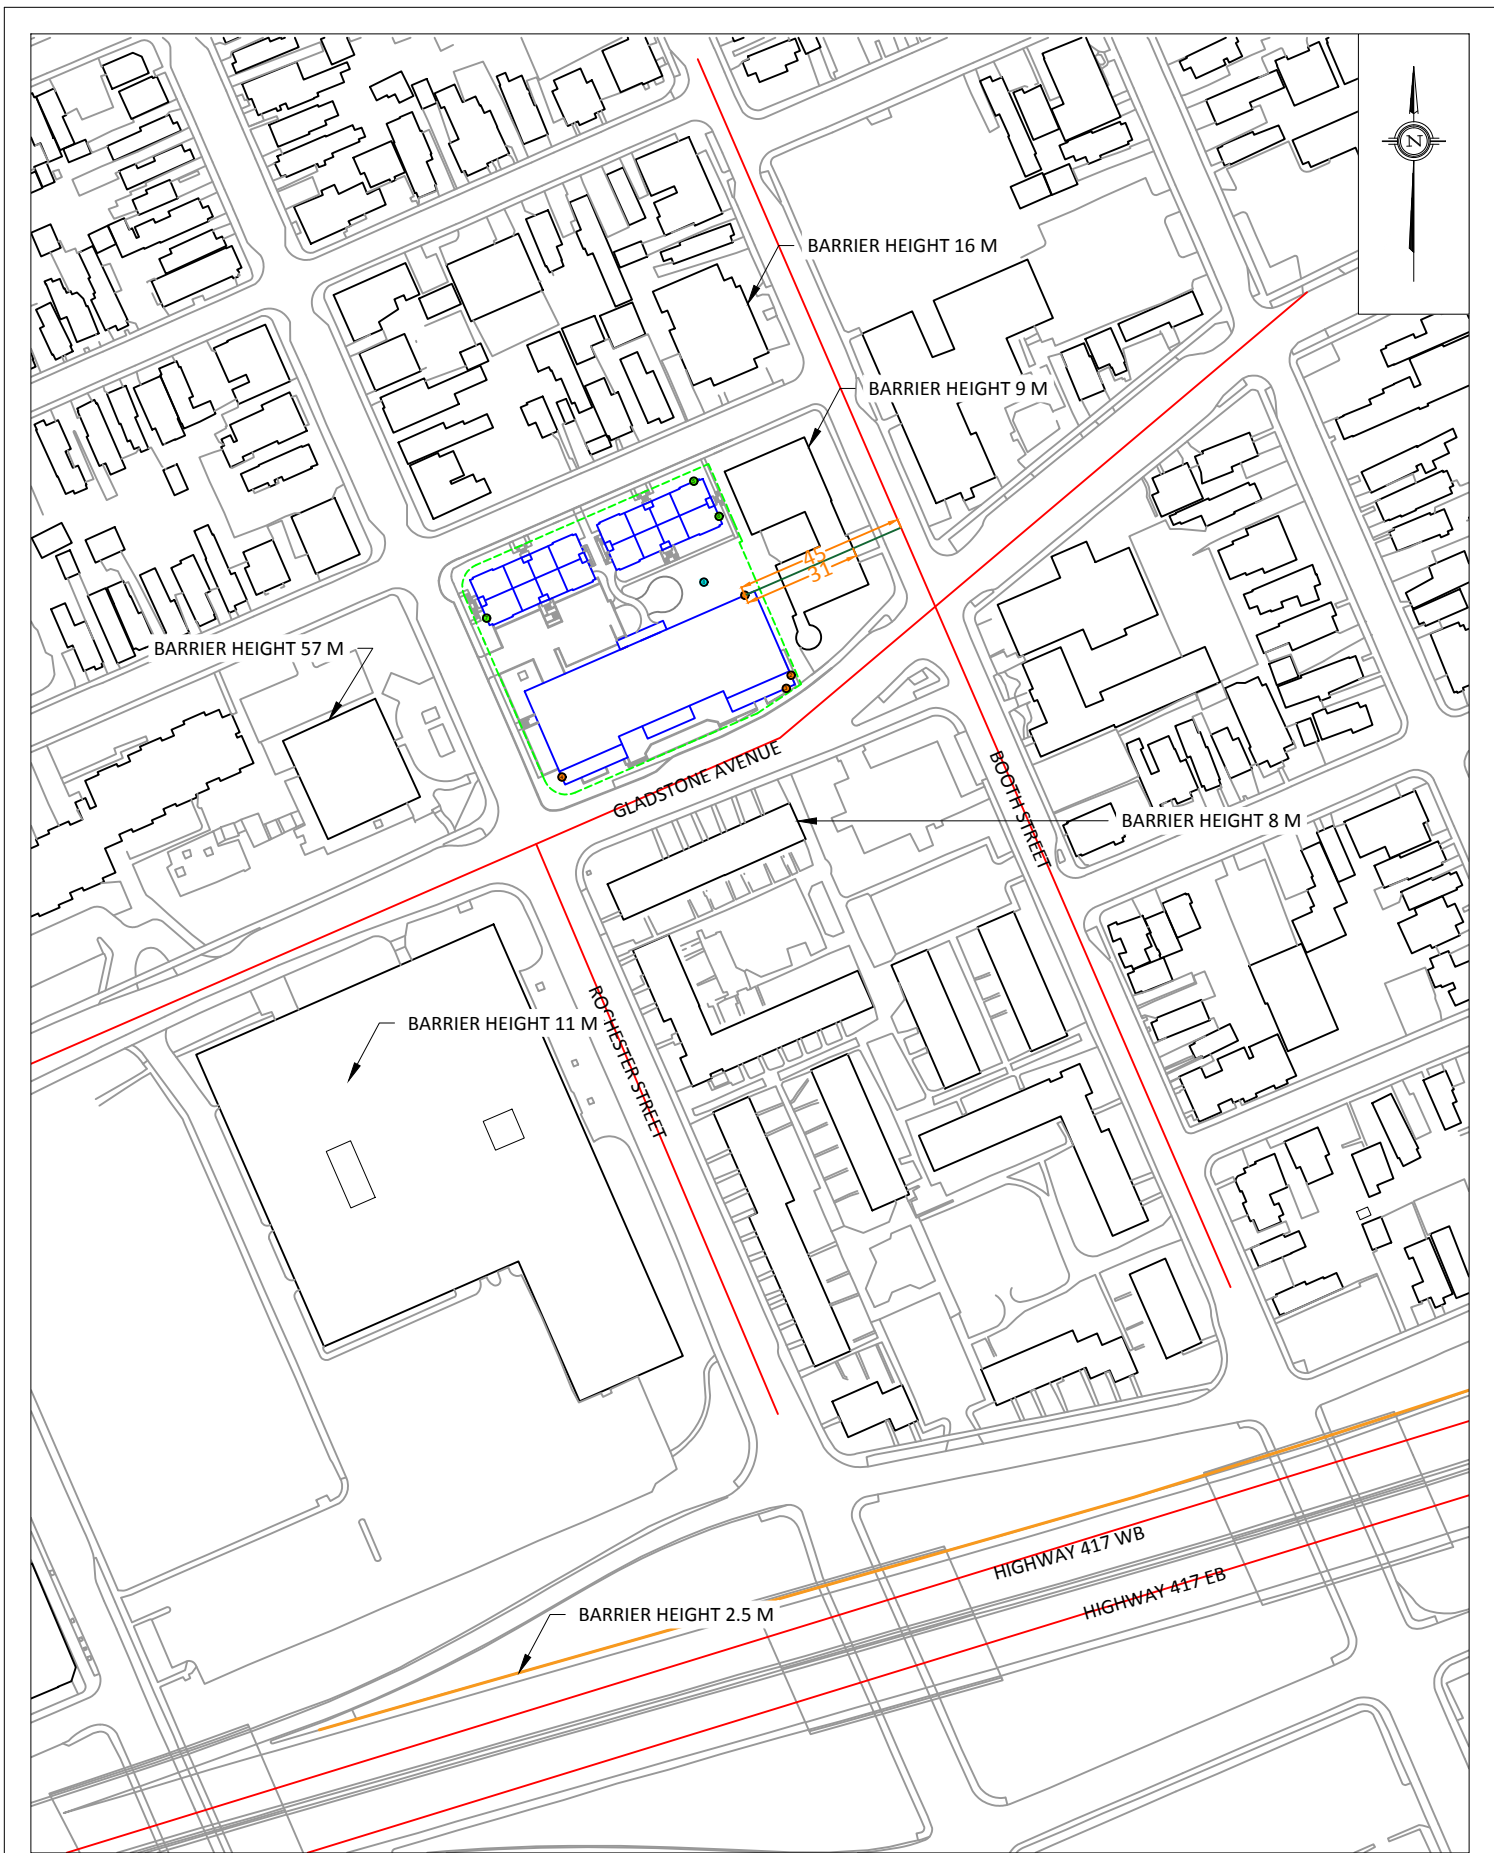 N
BARRIER HEIGHT 16 M
BARRIER HEIGHT 9 M
45
31
BARRIER HEIGHT 57 M
GLADSTONE AVENUE
BOOTH STREET
BARRIER HEIGHT 8 M
ROCHESTER STREET
BARRIER HEIGHT 11 M
HIGHWAY 417 WB
HIGHWAY 417 EB
BARRIER HEIGHT 2.5 M